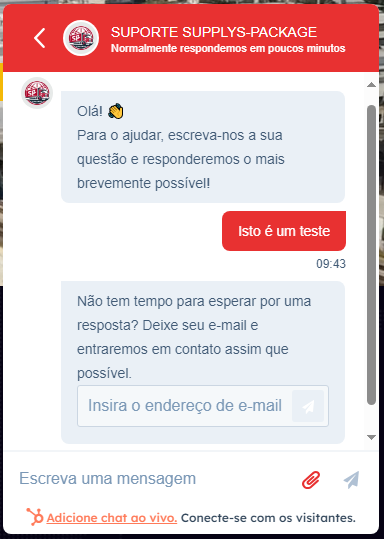 SUPORTE SUPPLYS-PACKAGE
Normalmente respondemos em poucos minutos
Olá! 👏
Para o ajudar, escreva-nos a sua
questão e responderemos o mais
brevemente possível!
Isto é um teste
09:43
Não tem tempo para esperar por uma
resposta? Deixe seu e-mail e
entraremos em contato assim que
possível.
Insira o endereço de e-mail
Escreva uma mensagem
Adicione chat ao vivo. Conecte-se com os visitantes.